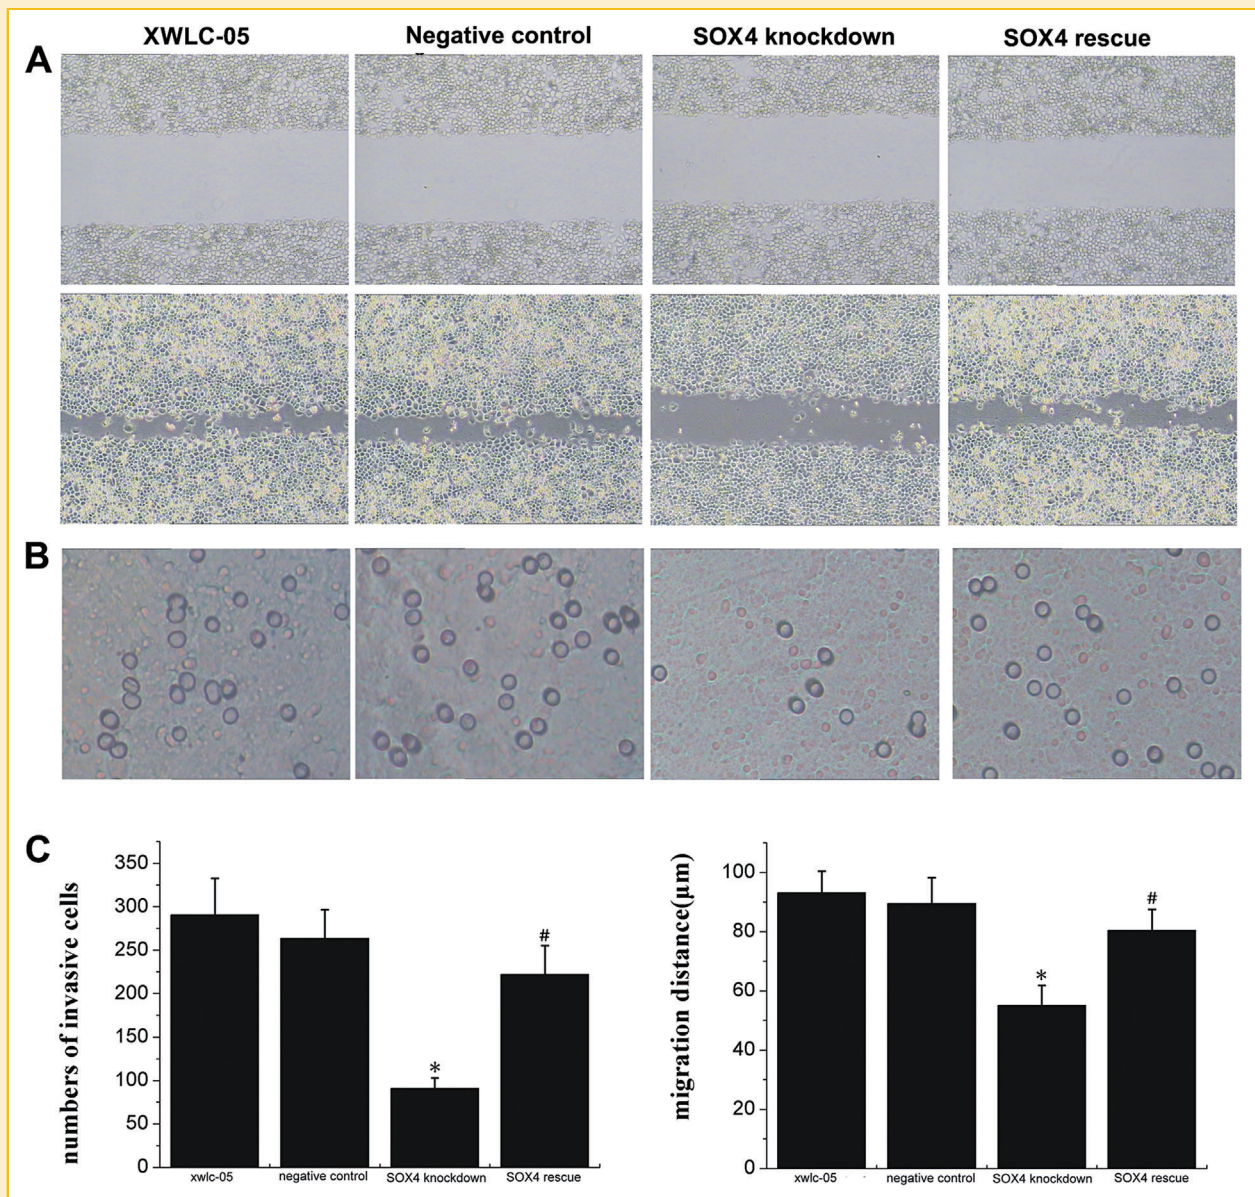 XWLC-05 Negative control SOX4 knockdown SOX4 rescue
A
B
C
numbers of invasive cells
350
300
250
200
150
100
50
0
#
*
xwlc-05 negative control SOX4 knockdown SOX4 rescue
migration distance(μm)
100
80
60
40
20
0
#
*
xwlc-05 negative control SOX4 knockdown SOX4 rescue